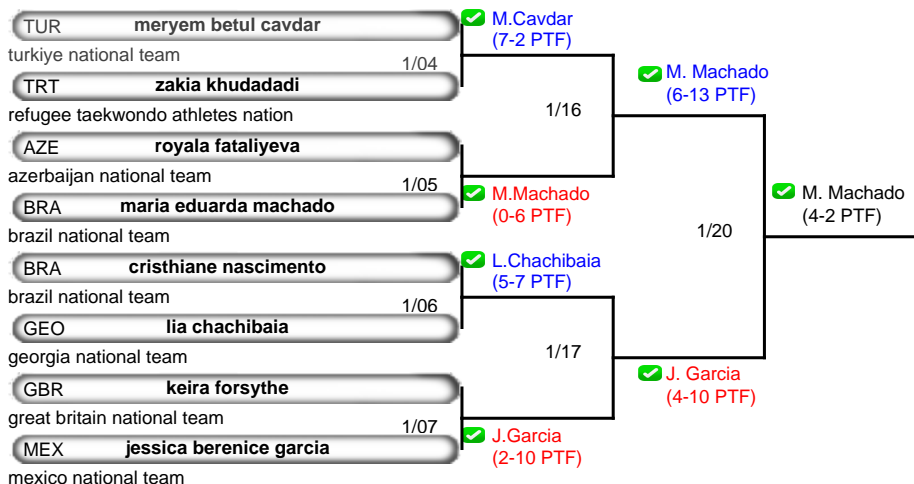 TUR meryem betul cavdar
turkiye national team
1/04
TRT zakia khudadadi
refugee taekwondo athletes nation
AZE royala fataliyeva
azerbaijan national team
1/05
BRA maria eduarda machado
brazil national team
BRA cristhiane nascimento
brazil national team
1/06
GEO lia chachibaia
georgia national team
GBR keira forsythe
great britain national team
1/07
MEX jessica berenice garcia
mexico national team
M.Cavdar
(7-2 PTF)
1/16
M.Machado
(0-6 PTF)
L.Chachibaia
(5-7 PTF)
1/17
J.Garcia
(2-10 PTF)
M. Machado
(6-13 PTF)
1/20
J. Garcia
(4-10 PTF)
M. Machado
(4-2 PTF)